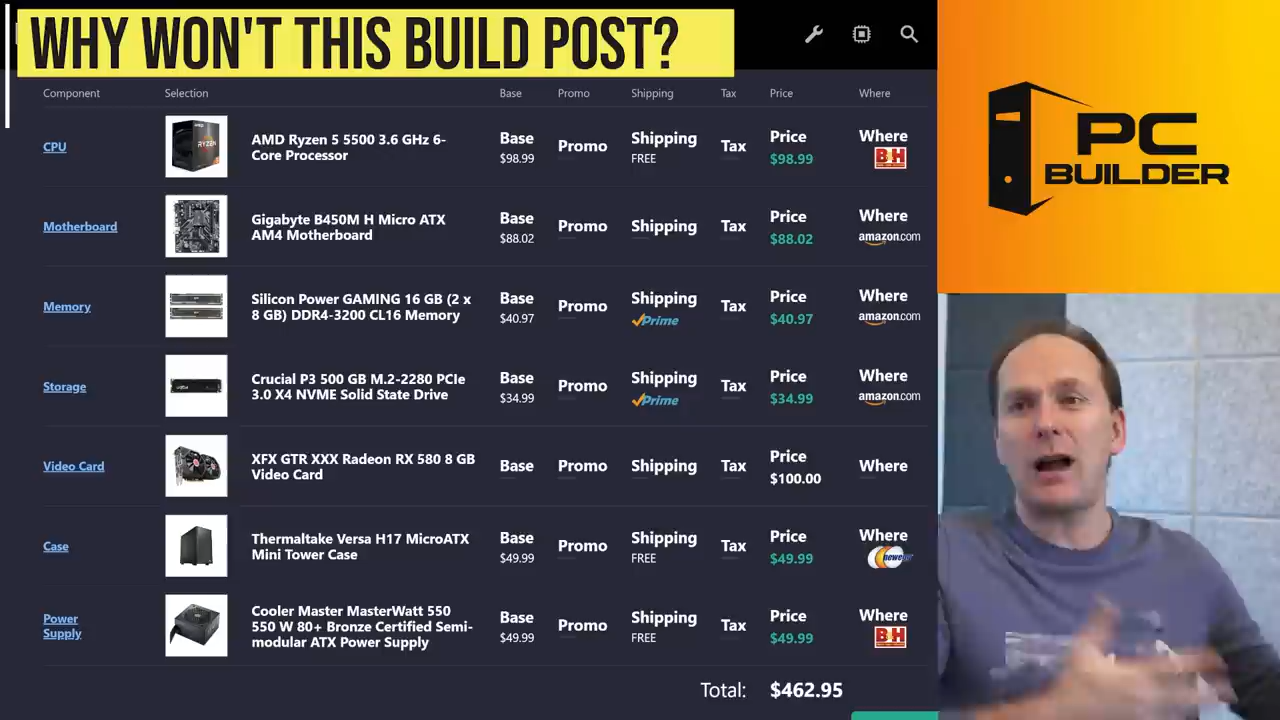 WHY WON'T THIS BUILD POST?
PC
BUILDER
Component Selection Base Promo Shipping Tax Price Where
CPU
RYZEN
AMD Ryzen 5 5500 3.6 GHz 6-
Core Processor
Base
$98.99
Promo
Shipping
FREE
Tax
Price
$98.99
Where
B&H
Motherboard
Gigabyte B450M H Micro ATX
AM4 Motherboard
Base
$88.02
Promo
Shipping
Tax
Price
$88.02
Where
amazon.com
Memory
Silicon Power GAMING 16 GB (2 x
8 GB) DDR4-3200 CL16 Memory
Base
$40.97
Promo
Shipping
Prime
Tax
Price
$40.97
Where
amazon.com
Storage
Crucial P3 500 GB M.2-2280 PCIe
3.0 X4 NVME Solid State Drive
Base
$34.99
Promo
Shipping
Prime
Tax
Price
$34.99
Where
amazon.com
Video Card
XFX GTR XXX Radeon RX 580 8 GB
Video Card
Base
Promo
Shipping
Tax
Price
$100.00
Where
Case
Thermaltake Versa H17 MicroATX
Mini Tower Case
Base
$49.99
Promo
Shipping
FREE
Tax
Price
$49.99
Where
newegg
Power
Supply
Cooler Master MasterWatt 550
550 W 80+ Bronze Certified Semi-
modular ATX Power Supply
Base
$49.99
Promo
Shipping
FREE
Tax
Price
$49.99
Where
B&H
Total: $462.95